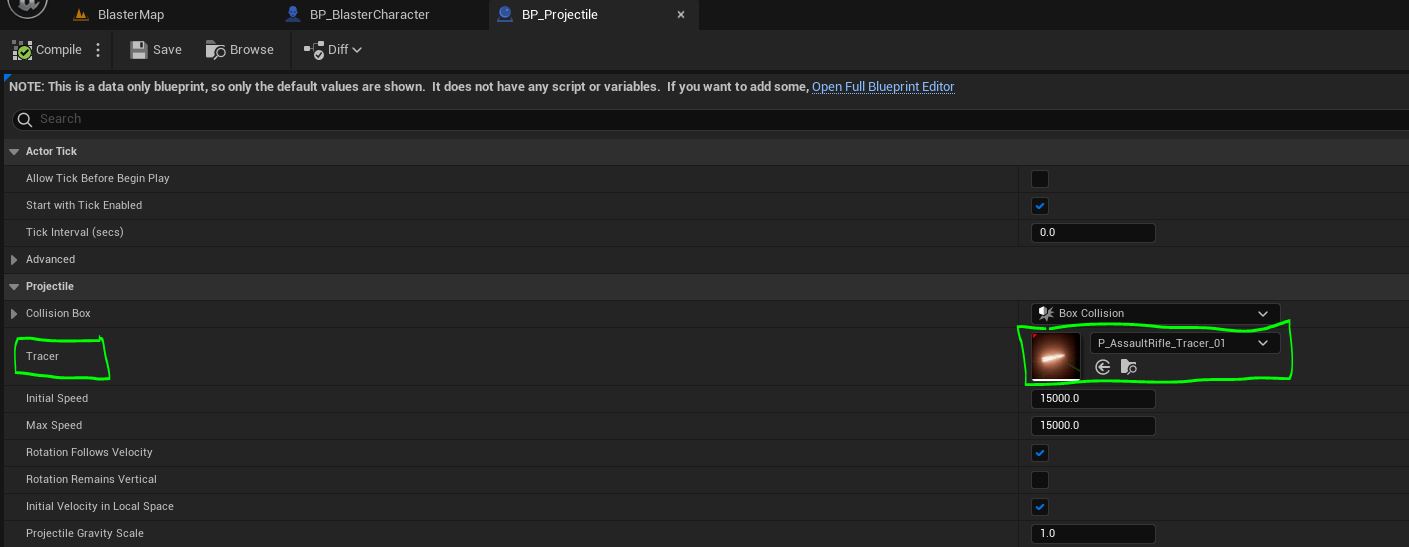 BlasterMap BP_BlasterCharacter BP_Projectile
Compile Save Browse Diff
NOTE: This is a data only blueprint, so only the default values are shown. It does not have any script or variables. If you want to add some, Open Full Blueprint Editor
Search
Actor Tick
Allow Tick Before Begin Play
Start with Tick Enabled
Tick Interval (secs) 0.0
Advanced
Projectile
Collision Box Box Collision
Tracer P_AssaultRifle_Tracer_01
Initial Speed 15000.0
Max Speed 15000.0
Rotation Follows Velocity
Rotation Remains Vertical
Initial Velocity in Local Space
Projectile Gravity Scale 1.0